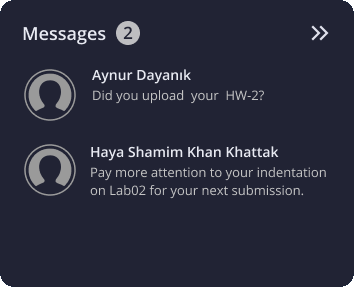 Messages 2
Aynur Dayanık
Did you upload your HW-2?
Haya Shamim Khan Khattak
Pay more attention to your indentation
on Lab02 for your next submission.